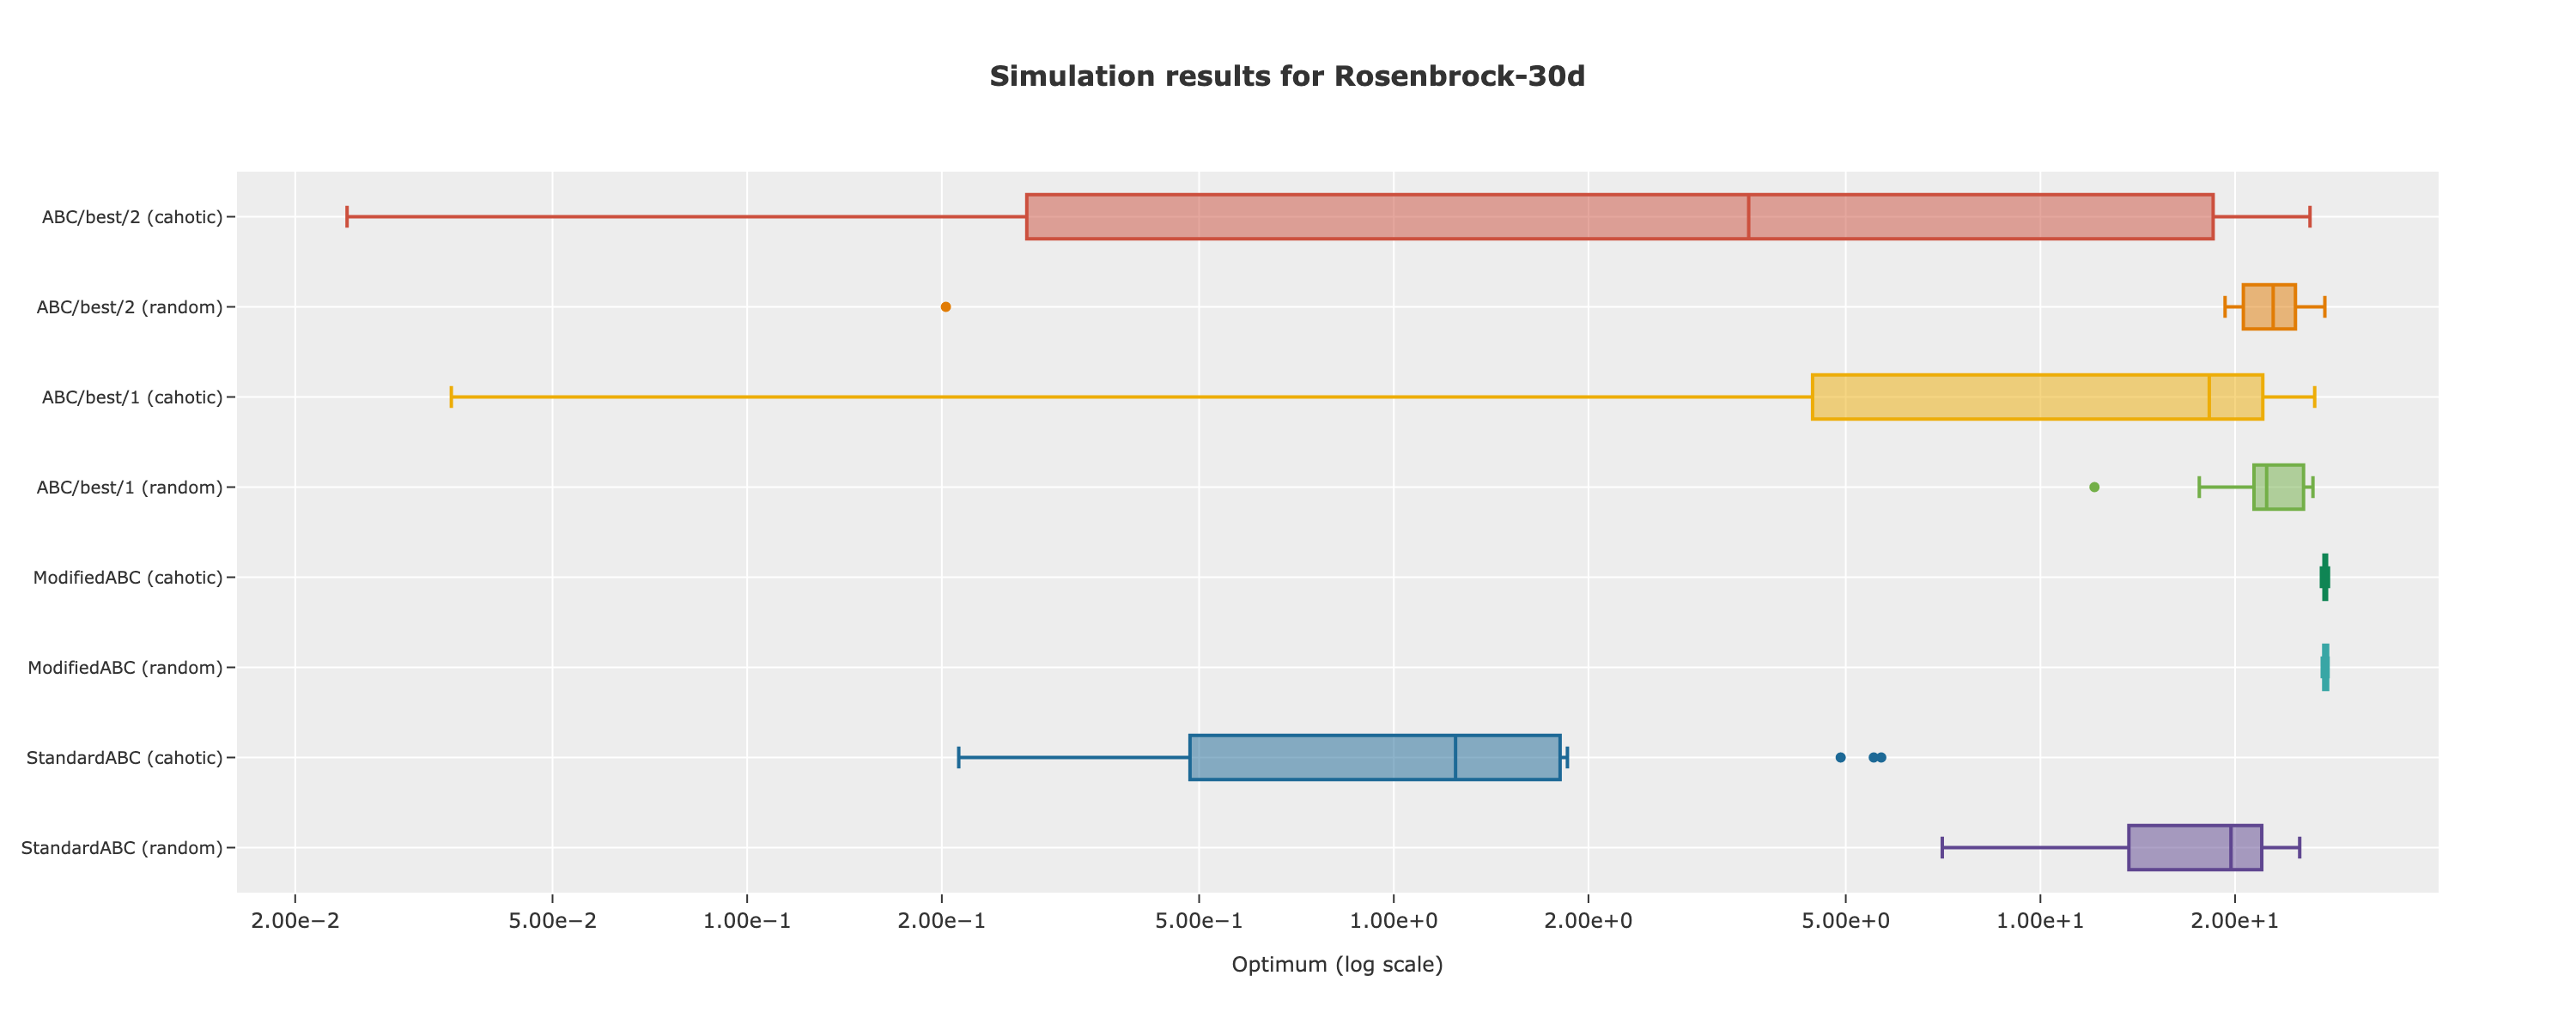 Simulation results for Rosenbrock-30d
ABC/best/2 (cahotic)
ABC/best/2 (random)
ABC/best/1 (cahotic)
ABC/best/1 (random)
ModifiedABC (cahotic)
ModifiedABC (random)
StandardABC (cahotic)
StandardABC (random)
2.00e−2 5.00e−2 1.00e−1 2.00e−1 5.00e−1 1.00e+0 2.00e+0 5.00e+0 1.00e+1 2.00e+1
Optimum (log scale)